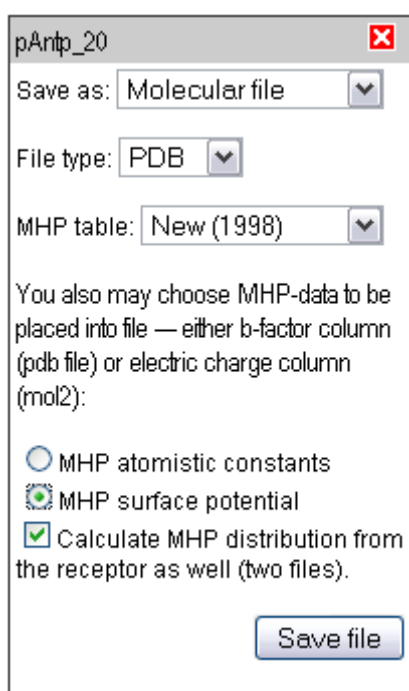 pAntp_20
Save as: Molecular file
File type: PDB
MHP table: New (1998)
You also may choose MHP-data to be
placed into file — either b-factor column
(pdb file) or electric charge column
(mol2):
MHP atomistic constants
MHP surface potential
Calculate MHP distribution from
the receptor as well (two files).
Save file